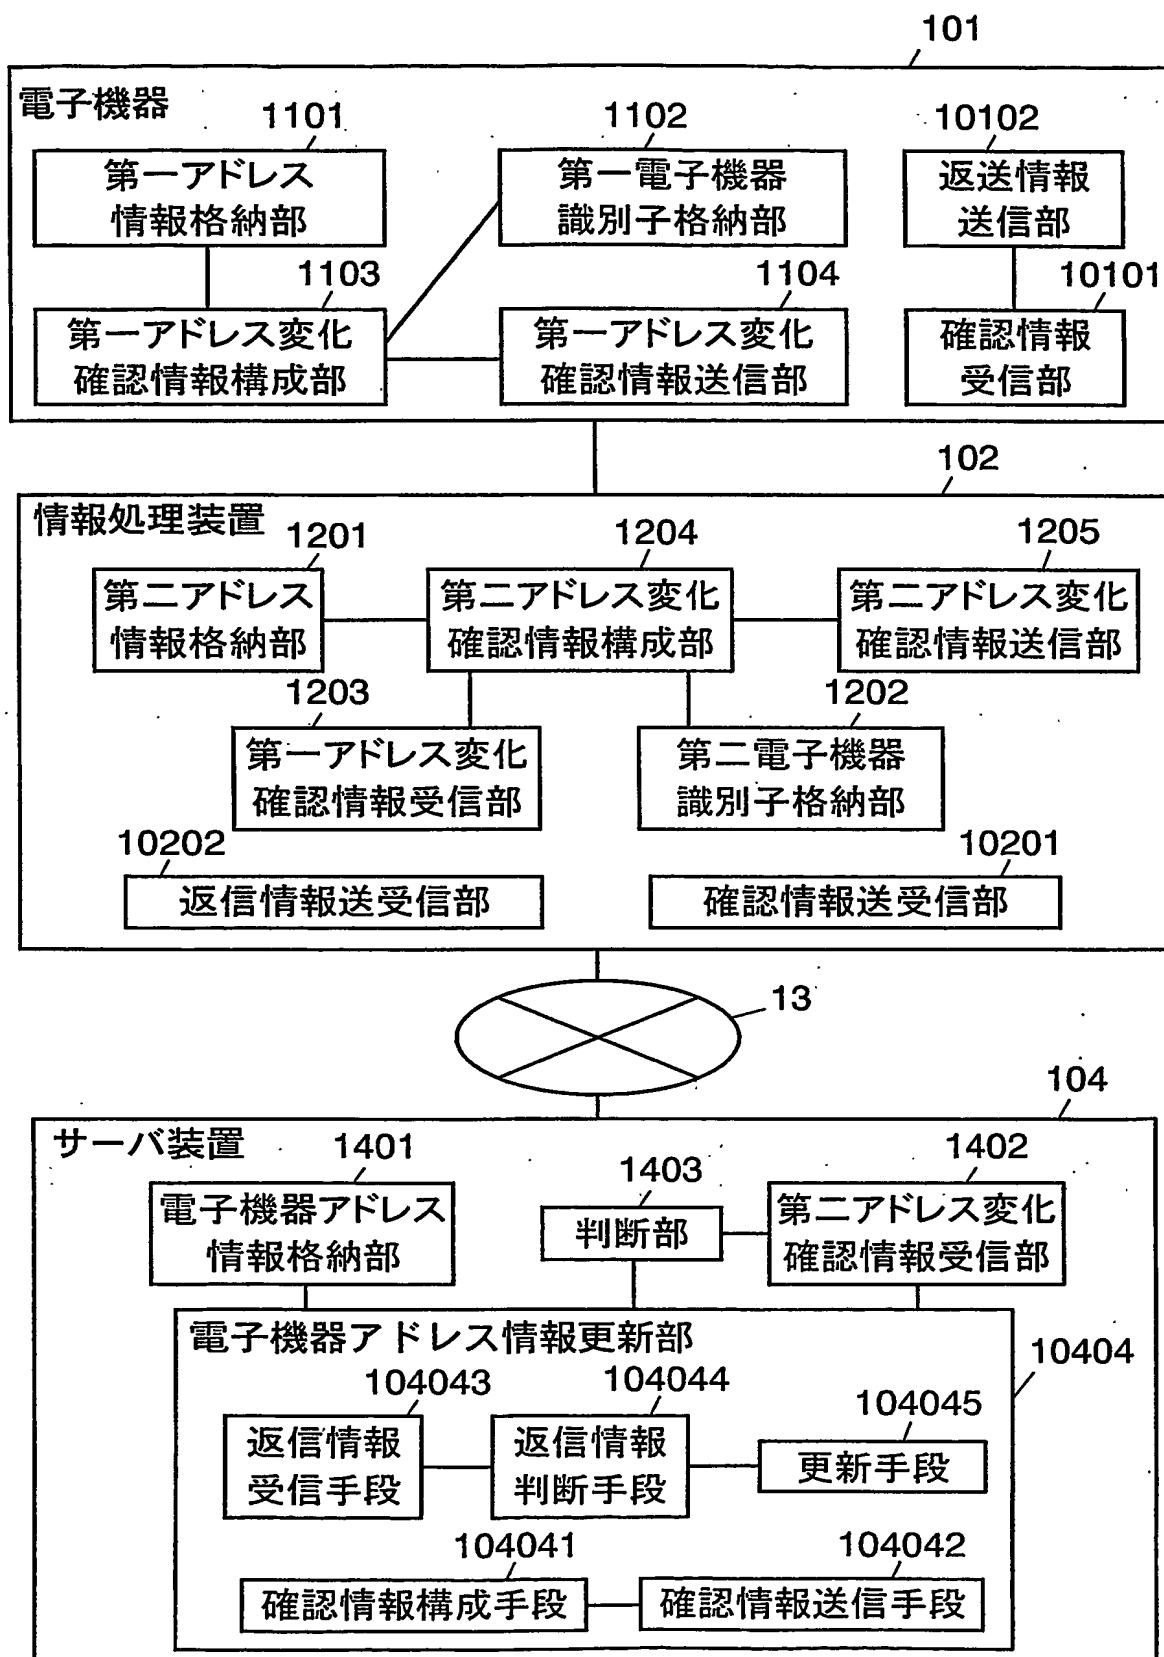 101
電子機器
1101
第一アドレス
情報格納部
1102
第一電子機器
識別子格納部
10102
返送情報
送信部
1103
第一アドレス変化
確認情報構成部
1104
第一アドレス変化
確認情報送信部
10101
確認情報
受信部
102
情報処理装置
1201
第二アドレス
情報格納部
1204
第二アドレス変化
確認情報構成部
1205
第二アドレス変化
確認情報送信部
1203
第一アドレス変化
確認情報受信部
1202
第二電子機器
識別子格納部
10202
返信情報送受信部
10201
確認情報送受信部
13
104
サーバ装置
1401
電子機器アドレス
情報格納部
1403
判断部
1402
第二アドレス変化
確認情報受信部
電子機器アドレス情報更新部
10404
104043
返信情報
受信手段
104044
返信情報
判断手段
104045
更新手段
104041
確認情報構成手段
104042
確認情報送信手段